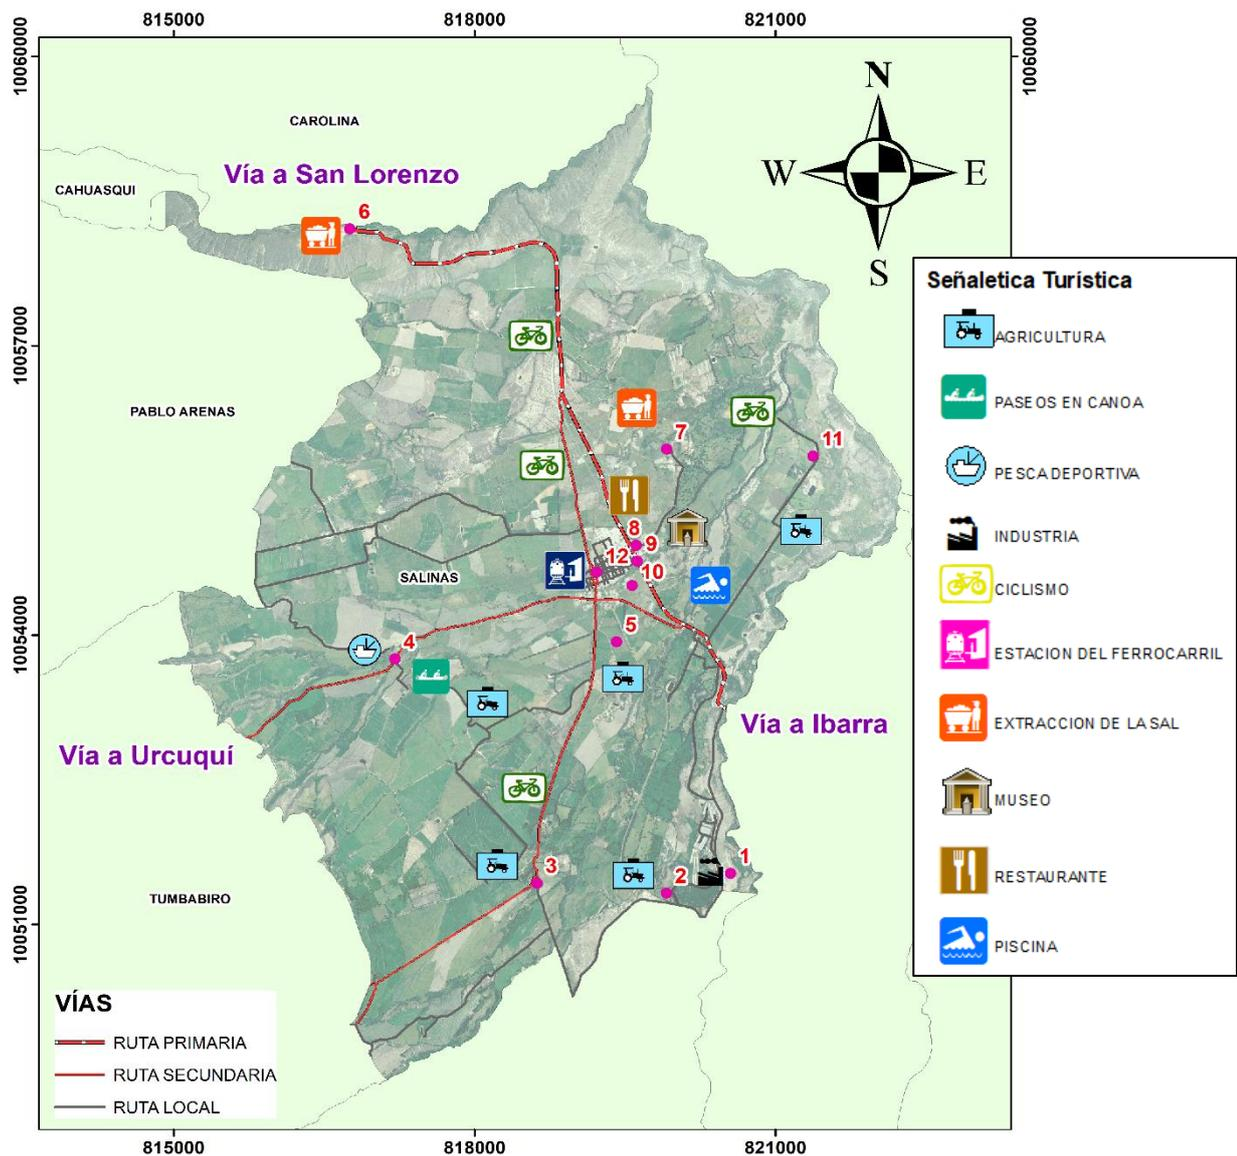 815000
818000
821000
10060000
10060000
N
CAROLINA
Vía a San Lorenzo
W
E
CAHUASQUI
6
S
Señaletica Turística
AGRICULTURA
10057000
PASEOS EN CANOA
PABLO ARENAS
7
11
PESCA DEPORTIVA
8
INDUSTRIA
9
12
10
SALINAS
CICLISMO
10054000
4
5
ESTACION DEL FERROCARRIL
Vía a Ibarra
EXTRACCION DE LA SAL
Vía a Urcuquí
MUSEO
1
3
2
RESTAURANTE
TUMBABIRO
10051000
PISCINA
VÍAS
RUTA PRIMARIA
RUTA SECUNDARIA
RUTA LOCAL
815000
818000
821000